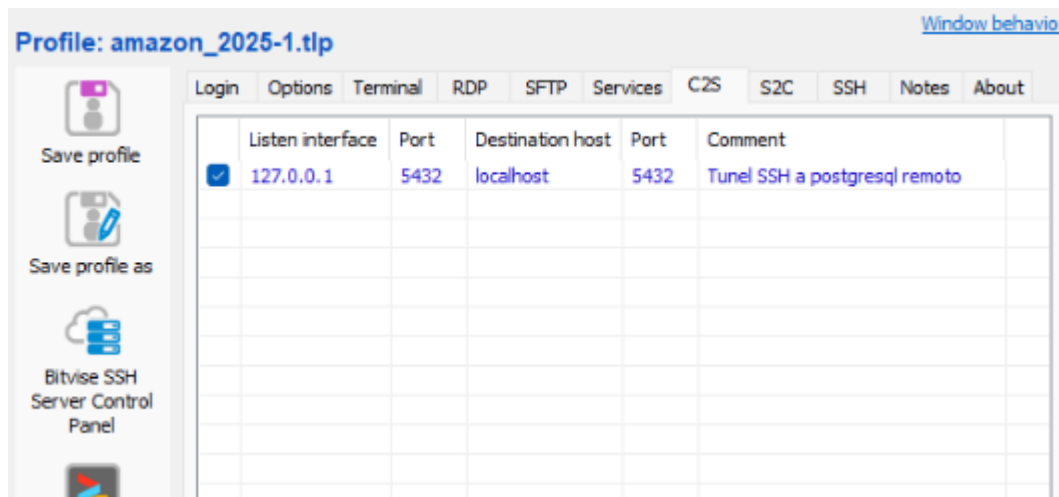 Window behavio
Profile: amazon_2025-1.tlp
Login Options Terminal RDP SFTP Services C2S S2C SSH Notes About
Save profile
Save profile as
Bitvise SSH
Server Control
Panel
Listen interface Port Destination host Port Comment
127.0.0.1 5432 localhost 5432 Tunel SSH a postgresql remoto